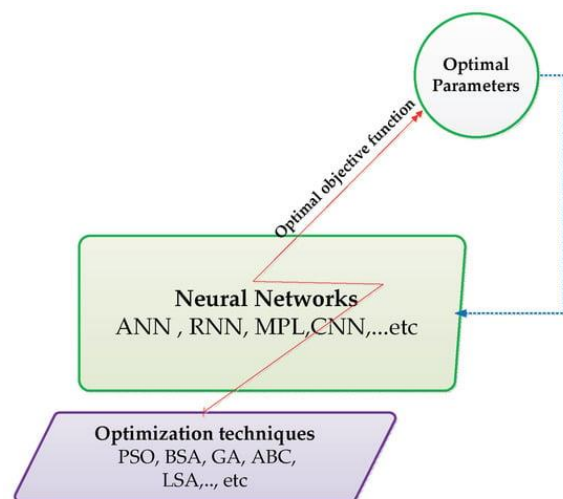 Optimal
Parameters
Optimal objective function
Neural Networks
ANN , RNN, MPL,CNN,...etc
Optimization techniques
PSO, BSA, GA, ABC,
LSA,.., etc